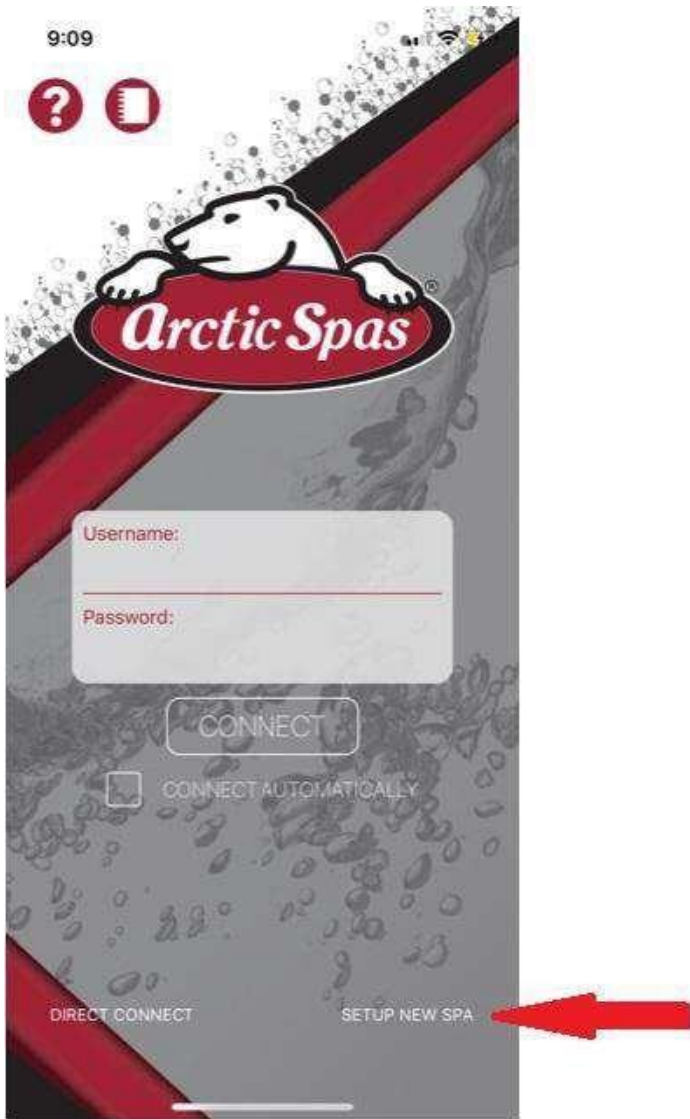 9:09
?
Arctic Spas®
Username:
Password:
CONNECT
CONNECT AUTOMATICALLY
DIRECT CONNECT SETUP NEW SPA